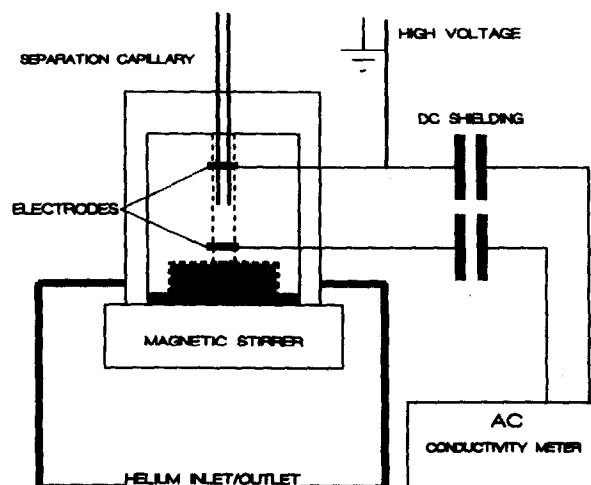 HIGH VOLTAGE
SEPARATION CAPILLARY
DC SHIELDING
ELECTRODES
MAGNETIC STIRRER
AC
CONDUCTIVITY METER
HELIUM INLET/OUTLET